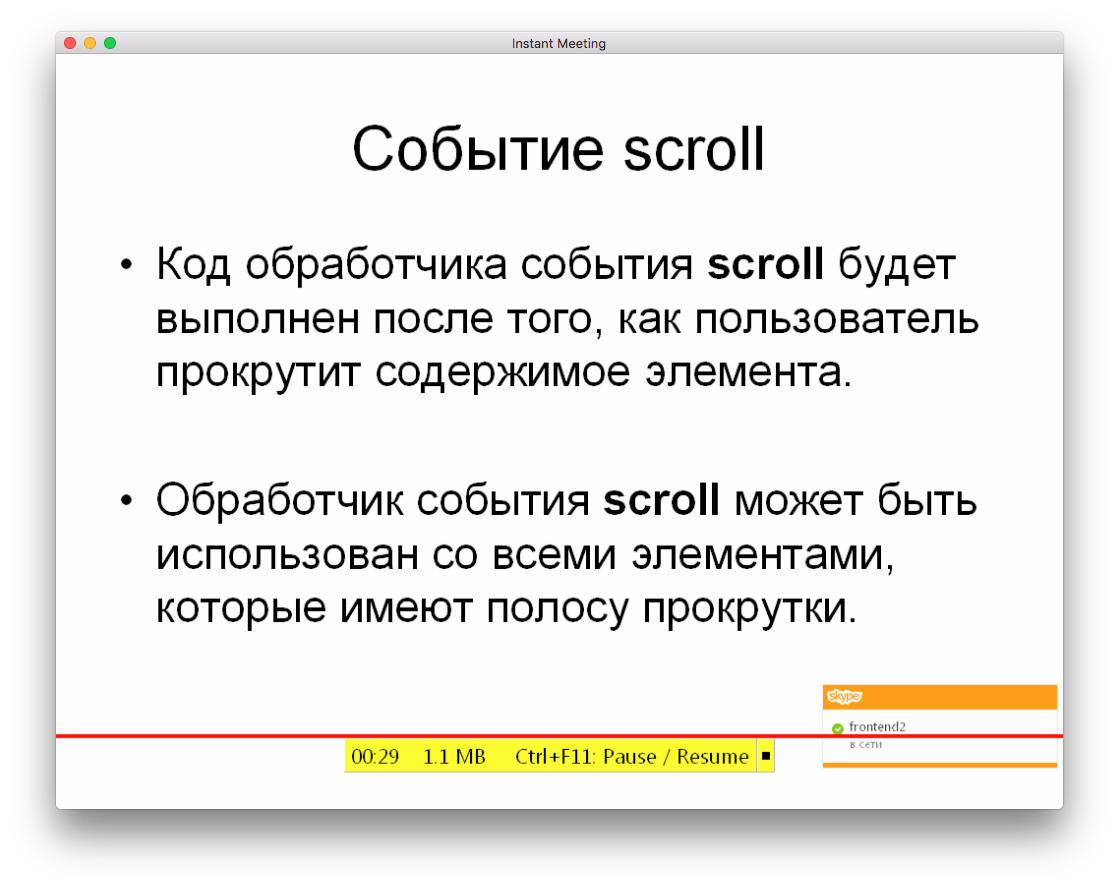 Instant Meeting
Событие scroll
• Код обработчика события scroll будет
выполнен после того, как пользователь
прокрутит содержимое элемента.
• Обработчик события scroll может быть
использован со всеми элементами,
которые имеют полосу прокрутки.
skype
frontend2
в сети
00:29 1.1 MB Ctrl+F11: Pause / Resume